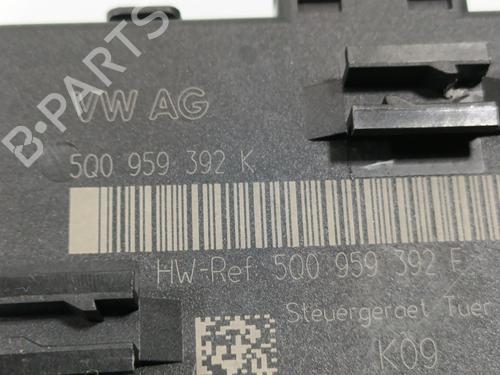 B-PARTS
VW AG
5Q0 959 392 K
HW-Ref 5Q0 959 392
Steuergeraet Tuer
K09